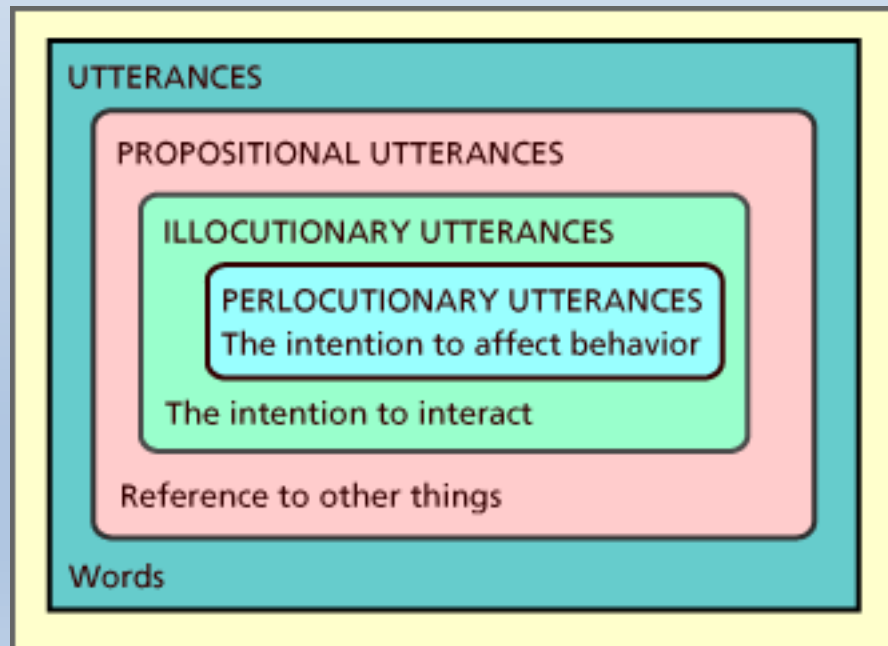 UTTERANCES
PROPOSITIONAL UTTERANCES
ILLOCUTIONARY UTTERANCES
PERLOCUTIONARY UTTERANCES
The intention to affect behavior
The intention to interact
Reference to other things
Words